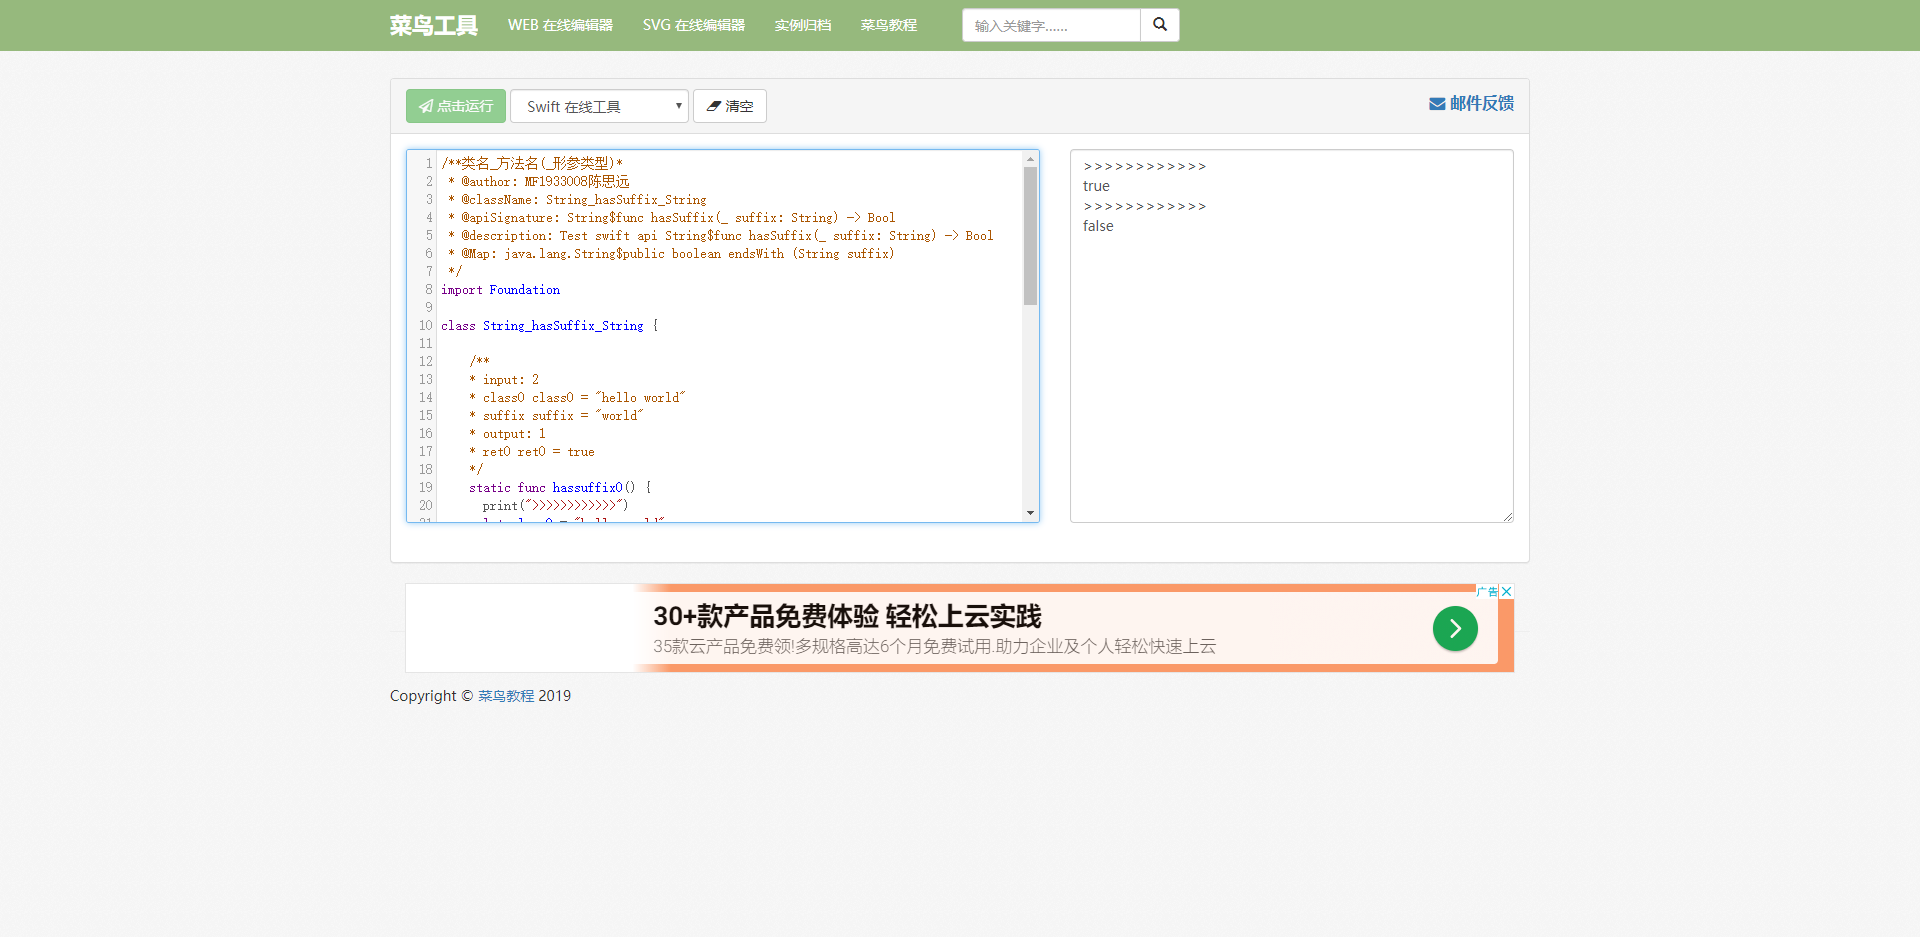 菜鸟工具 WEB 在线编辑器 SVG 在线编辑器 实例归档 菜鸟教程 输入关键字......
点击运行 Swift 在线工具 清空 邮件反馈
1 /**类名_方法名(_形参类型)*
2 * @author: MF1933008陈思远
3 * @className: String_hasSuffix_String
4 * @apiSignature: String$func hasSuffix(_ suffix: String) -> Bool
5 * @description: Test swift api String$func hasSuffix(_ suffix: String) -> Bool
6 * @Map: java.lang.String$public boolean endsWith (String suffix)
7 */
8 import Foundation
9
10 class String_hasSuffix_String {
11
12 /**
13 * input: 2
14 * class0 class0 = "hello world"
15 * suffix suffix = "world"
16 * output: 1
17 * ret0 ret0 = true
18 */
19 static func hassuffix0() {
20 print(">>>>>>>>>>>>")
>>>>>>>>>>>>
true
>>>>>>>>>>>>
false
广告
30+款产品免费体验 轻松上云实践
35款云产品免费领!多规格高达6个月免费试用.助力企业及个人轻松快速上云
Copyright © 菜鸟教程 2019